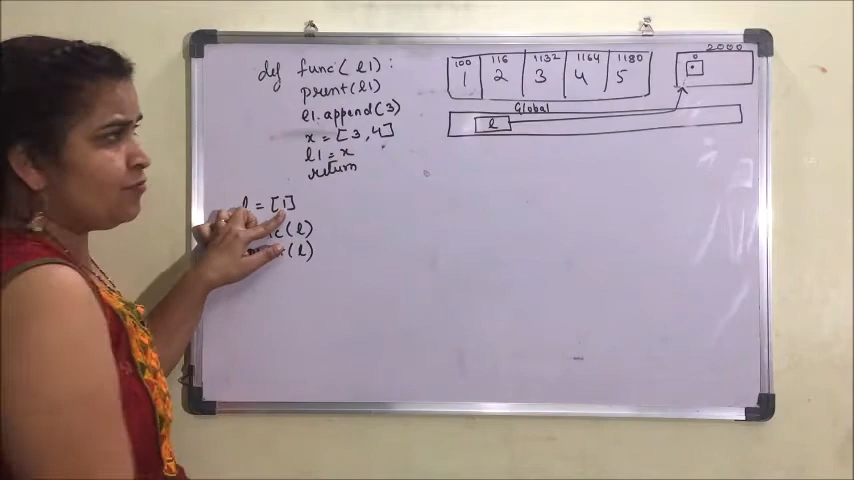 def func(l1):
print(l1)
l1.append(3)
x = [3,4]
l1 = x
return
l = [1]
(l)
(l)
100 116 1132 1164 1180
1 2 3 4 5
Global
l
2000
0